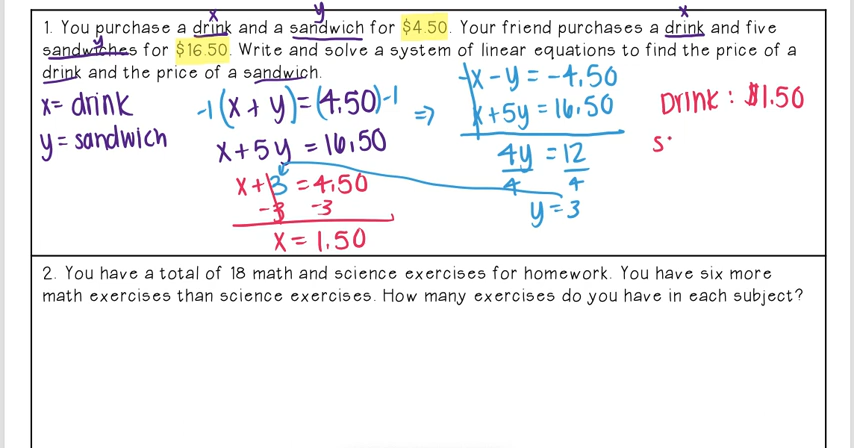 x
y
x
1. You purchase a drink and a sandwich for $4.50. Your friend purchases a drink and five
y
sandwiches for $16.50. Write and solve a system of linear equations to find the price of a
drink and the price of a sandwich.
x = drink
y = sandwich
-1(x + y) = (4.50)-1 ⇒
x + 5y = 16.50
-x - y = -4.50
x + 5y = 16.50
4y = 12
4 4
y = 3
x + 3 = 4.50
-3 -3
x = 1.50
Drink : $1.50
S
2. You have a total of 18 math and science exercises for homework. You have six more
math exercises than science exercises. How many exercises do you have in each subject?